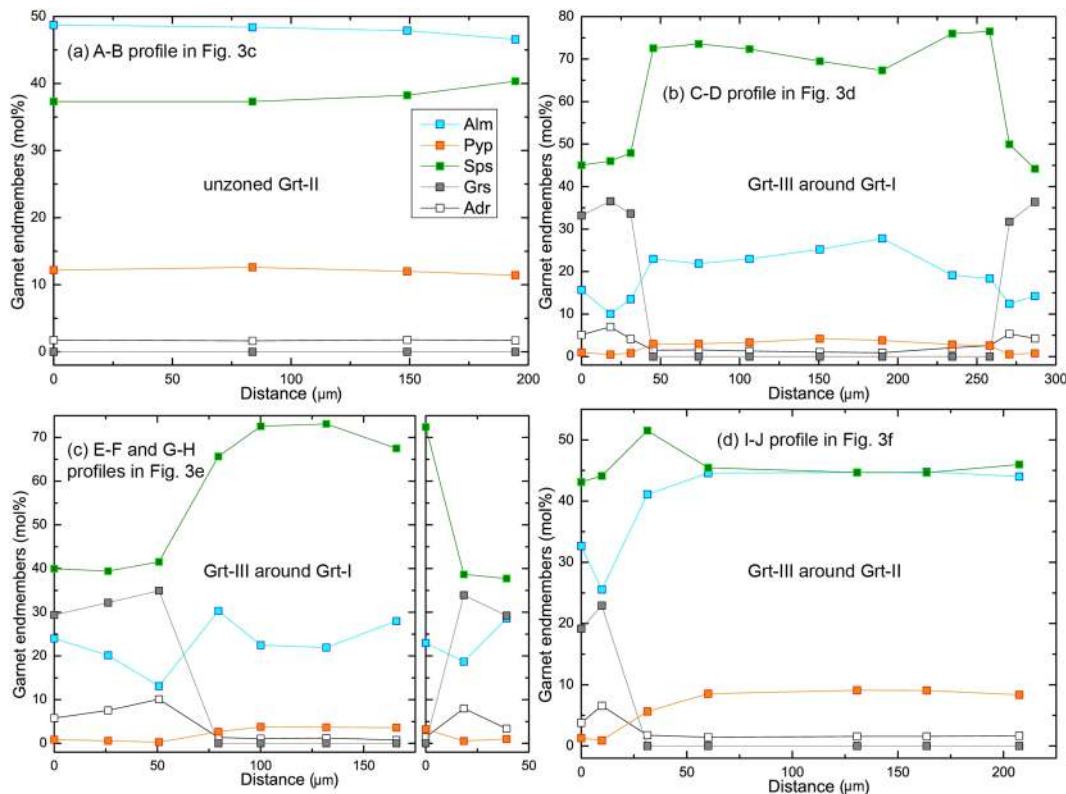 (a) A-B profile in Fig. 3c
Garnet endmembers (mol%)
50
40
30
20
10
0
Alm
Pyp
Sps
Grs
Adr
unzoned Grt-II
0 50 100 150 200
Distance (µm)
(b) C-D profile in Fig. 3d
Garnet endmembers (mol%)
80
70
60
50
40
30
20
10
0
Grt-III around Grt-I
0 50 100 150 200 250 300
Distance (µm)
(c) E-F and G-H
profiles in Fig. 3e
Garnet endmembers (mol%)
70
60
50
40
30
20
10
0
Grt-III around Grt-I
0 50 100 150 0
Distance (µm)
(d) I-J profile in Fig. 3f
Garnet endmembers (mol%)
50
40
30
20
10
0
Grt-III around Grt-II
0 50 100 150 200
Distance (µm)